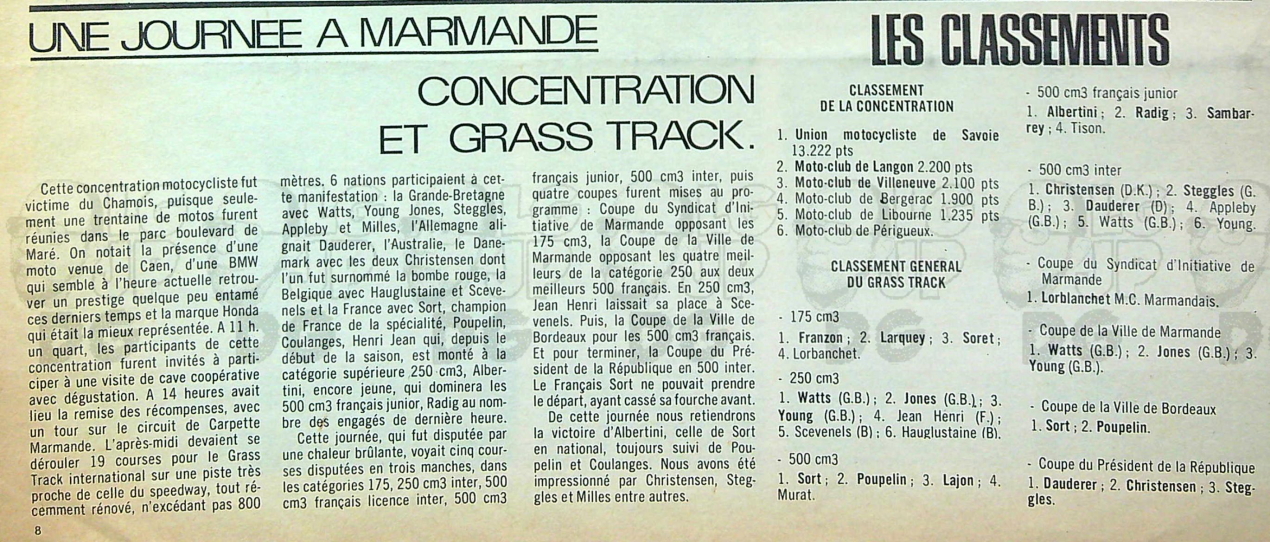 UNE JOURNEE A MARMANDE
CONCENTRATION
ET GRASS TRACK.
Cette concentration motocycliste fut
victime du Chamois, puisque seule-
ment une trentaine de motos furent
réunies dans le parc boulevard de
Maré. On notait la présence d'une
moto venue de Caen, d'une BMW
qui semble à l'heure actuelle retrou-
ver un prestige quelque peu entamé
ces derniers temps et la marque Honda
qui était la mieux représentée. A 11 h.
un quart, les participants de cette
concentration furent invités à parti-
ciper à une visite de cave coopérative
avec dégustation. A 14 heures avait
lieu la remise des récompenses, avec
un tour sur le circuit de Carpette
Marmande. L'après-midi devaient se
dérouler 19 courses pour le Grass
Track international sur une piste très
proche de celle du speedway, tout ré-
cemment rénové, n'excédant pas 800
mètres. 6 nations participaient à cet-
te manifestation : la Grande-Bretagne
avec Watts, Young Jones, Steggles,
Appleby et Milles, l'Allemagne ali-
gnait Dauderer, l'Australie, le Dane-
mark avec les deux Christensen dont
l'un fut surnommé la bombe rouge, la
Belgique avec Hauglustaine et Sceve-
nels et la France avec Sort, champion
de France de la spécialité, Poupelin,
Coulanges, Henri Jean qui, depuis le
début de la saison, est monté à la
catégorie supérieure 250 cm3, Alber-
tini, encore jeune, qui dominera les
500 cm3 français junior, Radig au nom-
bre des engagés de dernière heure.
Cette journée, qui fut disputée par
une chaleur brûlante, voyait cinq cour-
ses disputées en trois manches, dans
les catégories 175, 250 cm3 inter, 500
cm3 français licence inter, 500 cm3
français junior, 500 cm3 inter, puis
quatre coupes furent mises au pro-
gramme : Coupe du Syndicat d'Ini-
tiative de Marmande opposant les
175 cm3, la Coupe de la Ville de
Marmande opposant les quatre meil-
leurs de la catégorie 250 aux deux
meilleurs 500 français. En 250 cm3,
Jean Henri laissait sa place à Sce-
venels. Puis, la Coupe de la Ville de
Bordeaux pour les 500 cm3 français.
Et pour terminer, la Coupe du Pré-
sident de la République en 500 inter.
Le Français Sort ne pouvait prendre
le départ, ayant cassé sa fourche avant.
De cette journée nous retiendrons
la victoire d'Albertini, celle de Sort
en national, toujours suivi de Pou-
pelin et Coulanges. Nous avons été
impressionné par Christensen, Steg-
gles et Milles entre autres.
LES CLASSEMENTS
CLASSEMENT
DE LA CONCENTRATION
1. Union motocycliste de Savoie
13.222 pts
2. Moto-club de Langon 2.200 pts
3. Moto-club de Villeneuve 2.100 pts
4. Moto-club de Bergerac 1.900 pts
5. Moto-club de Libourne 1.235 pts
6. Moto-club de Périgueux.
CLASSEMENT GENERAL
DU GRASS TRACK
- 175 cm3
1. Franzon ; 2. Larquey ; 3. Soret ;
4. Lorbanchet.
- 250 cm3
1. Watts (G.B.) ; 2. Jones (G.B.) ; 3.
Young (G.B.) ; 4. Jean Henri (F.) ;
5. Scevenels (B) ; 6. Hauglustaine (B).
- 500 cm3
1. Sort ; 2. Poupelin ; 3. Lajon ; 4.
Murat.
- 500 cm3 français junior
1. Albertini ; 2. Radig ; 3. Sambar-
rey ; 4. Tison.
- 500 cm3 inter
1. Christensen (D.K.) ; 2. Steggles (G.
B.) ; 3. Dauderer (D) ; 4. Appleby
(G.B.) ; 5. Watts (G.B.) ; 6. Young.
- Coupe du Syndicat d'Initiative de
Marmande
1. Lorblanchet M.C. Marmandais.
- Coupe de la Ville de Marmande
1. Watts (G.B.) ; 2. Jones (G.B.) ; 3.
Young (G.B.).
- Coupe de la Ville de Bordeaux
1. Sort ; 2. Poupelin.
- Coupe du Président de la République
1. Dauderer ; 2. Christensen ; 3. Steg-
gles.
8